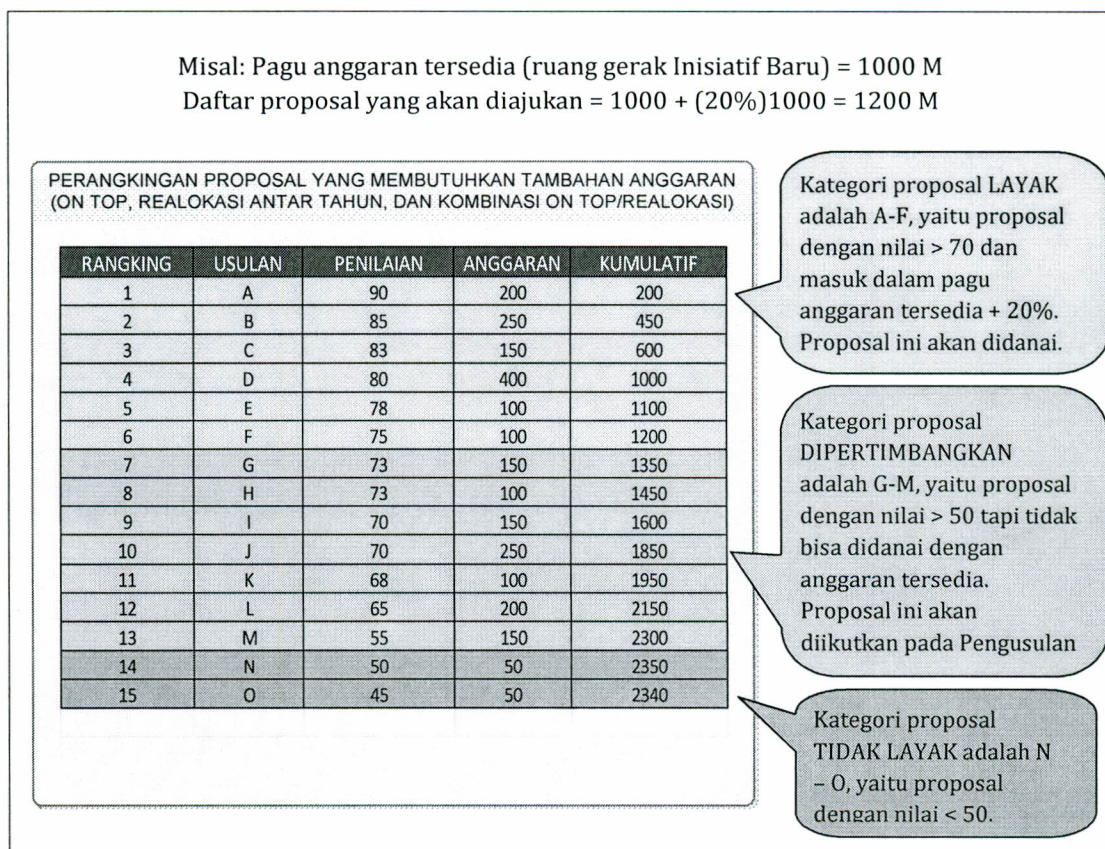 Misal: Pagu anggaran tersedia (ruang gerak Inisiatif Baru) = 1000 M
Daftar proposal yang akan diajukan = 1000 + (20%)1000 = 1200 M
PERANGKINGAN PROPOSAL YANG MEMBUTUHKAN TAMBAHAN ANGGARAN
(ON TOP, REALOKASI ANTAR TAHUN, DAN KOMBINASI ON TOP/REALOKASI)
RANGKING USULAN PENILAIAN ANGGARAN KUMULATIF
1 A 90 200 200
2 B 85 250 450
3 C 83 150 600
4 D 80 400 1000
5 E 78 100 1100
6 F 75 100 1200
7 G 73 150 1350
8 H 73 100 1450
9 I 70 150 1600
10 J 70 250 1850
11 K 68 100 1950
12 L 65 200 2150
13 M 55 150 2300
14 N 50 50 2350
15 O 45 50 2340
Kategori proposal LAYAK
adalah A-F, yaitu proposal
dengan nilai > 70 dan
masuk dalam pagu
anggaran tersedia + 20%.
Proposal ini akan didanai.
Kategori proposal
DIPERTIMBANGKAN
adalah G-M, yaitu proposal
dengan nilai > 50 tapi tidak
bisa didanai dengan
anggaran tersedia.
Proposal ini akan
diikutkan pada Pengusulan
Kategori proposal
TIDAK LAYAK adalah N
– O, yaitu proposal
dengan nilai < 50.